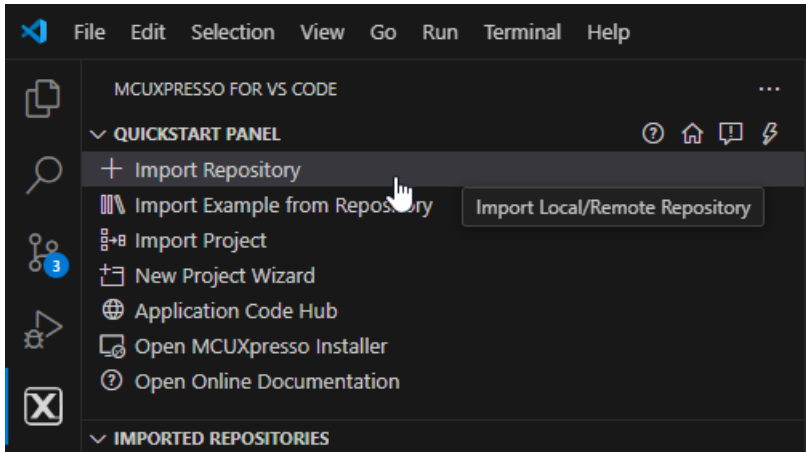 File Edit Selection View Go Run Terminal Help
MCUXPRESSO FOR VS CODE
QUICKSTART PANEL
Import Repository
Import Example from Repository
Import Local/Remote Repository
Import Project
3
New Project Wizard
Application Code Hub
Open MCUXpresso Installer
Open Online Documentation
IMPORTED REPOSITORIES